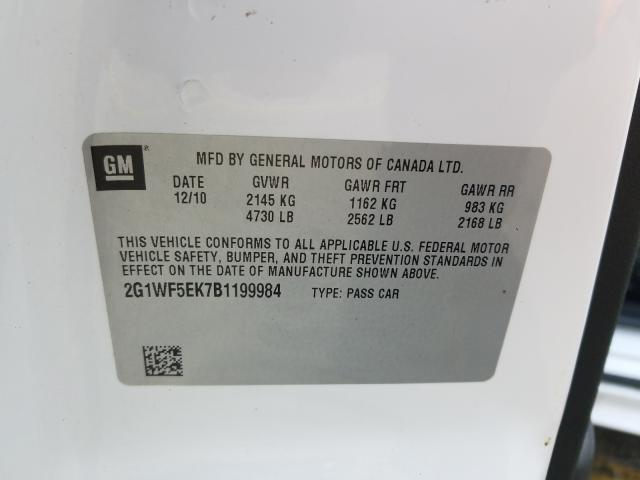 GM
MFD BY GENERAL MOTORS OF CANADA LTD.
DATE GVWR GAWR FRT GAWR RR
12/10 2145 KG 1162 KG 983 KG
4730 LB 2562 LB 2168 LB
THIS VEHICLE CONFORMS TO ALL APPLICABLE U.S. FEDERAL MOTOR
VEHICLE SAFETY, BUMPER, AND THEFT PREVENTION STANDARDS IN
EFFECT ON THE DATE OF MANUFACTURE SHOWN ABOVE.
2G1WF5EK7B1199984 TYPE: PASS CAR